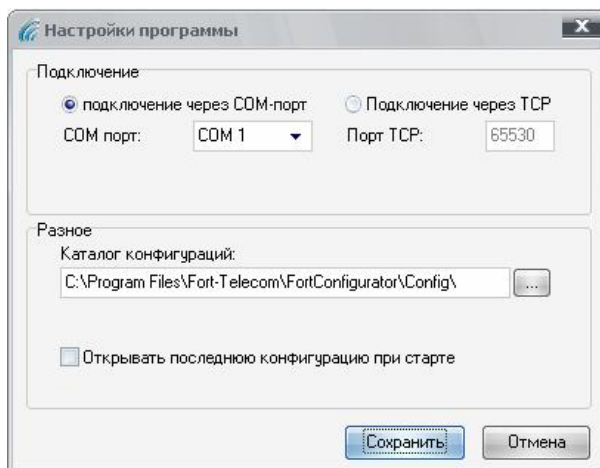 Настройки программы
Подключение
подключение через COM-порт Подключение через TCP
COM порт: COM 1 Порт TCP: 65530
Разное
Каталог конфигураций:
C:\Program Files\Fort-Telecom\FortConfigurator\Config\ ...
Открывать последнюю конфигурацию при старте
Сохранить Отмена